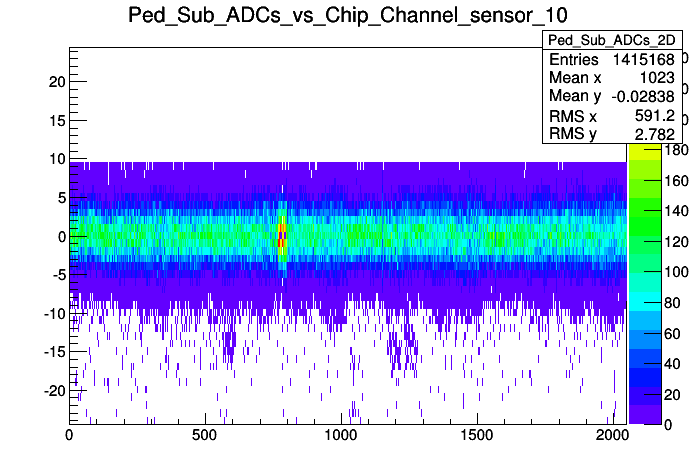 Ped_Sub_ADCs_vs_Chip_Channel_sensor_10
Ped_Sub_ADCs_2D
Entries 1415168
Mean x 1023
Mean y -0.02838
RMS x 591.2
RMS y 2.782
20
15
10
5
0
-5
-10
-15
-20
0 500 1000 1500 2000
180
160
140
120
100
80
60
40
20
0